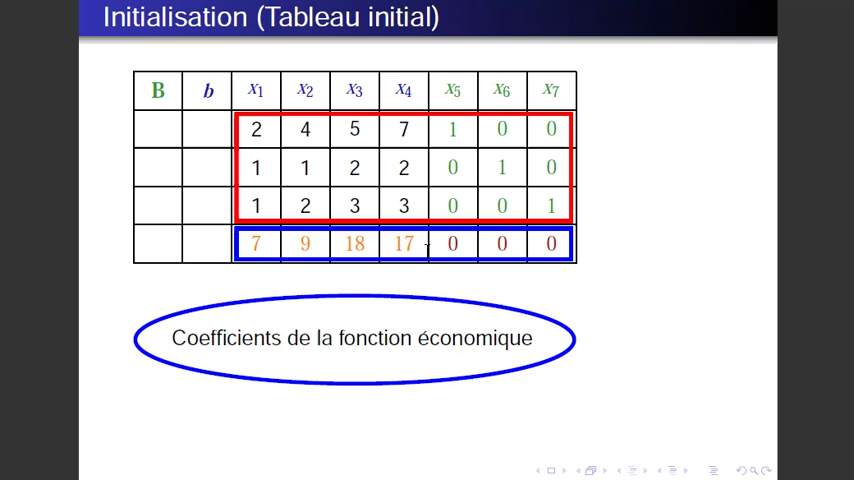 Initialisation (Tableau initial)
B b x1 x2 x3 x4 x5 x6 x7
2 4 5 7 1 0 0
1 1 2 2 0 1 0
1 2 3 3 0 0 1
7 9 18 17 0 0 0
Coefficients de la fonction économique